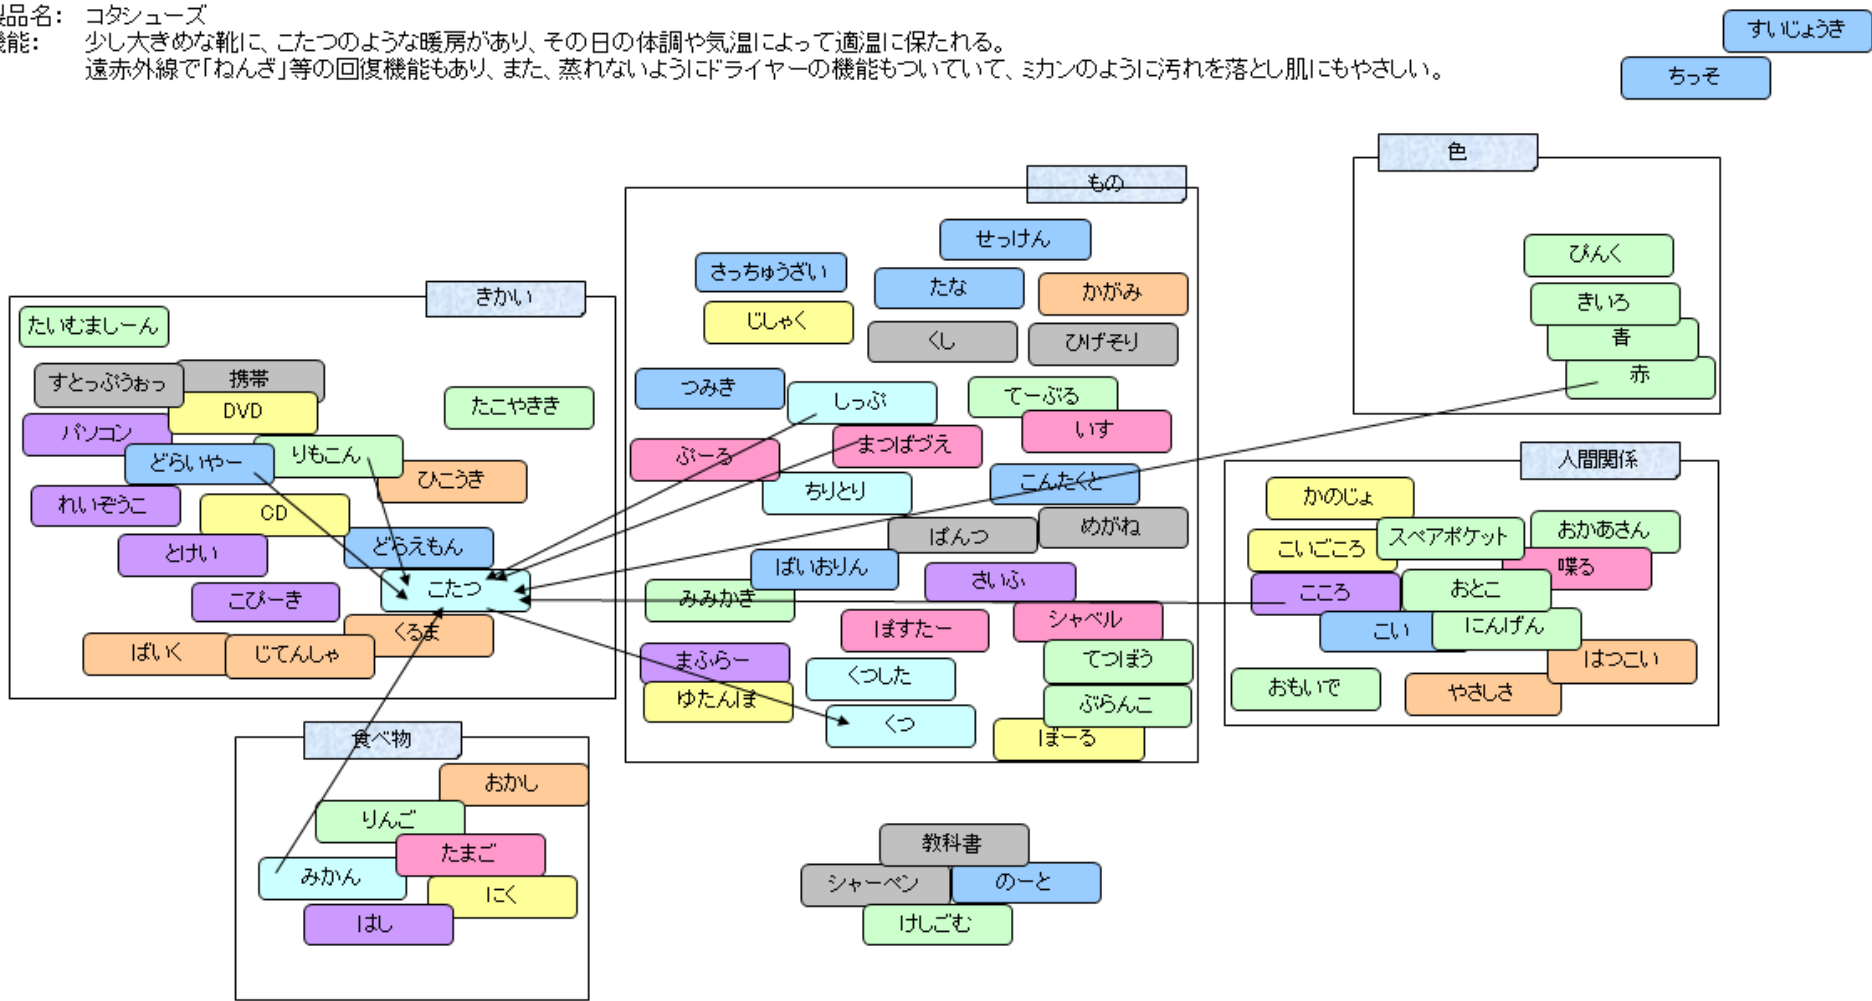 製品名： コタシューズ
機能： 少し大きめな靴に、こたつのような暖房があり、その日の体調や気温によって適温に保たれる。
遠赤外線で「ねんざ」等の回復機能もあり、また、蒸れないようにドライヤーの機能もついていて、ミカンのように汚れを落とし肌にもやさしい。
すいじょうき
ちっそ
きかい
たいむましーん
すとっぷうぉっ
携帯
DVD
たこやきき
パソコン
どらいやー
りもこん
ひこうき
れいぞうこ
CD
とけい
どらえもん
こたつ
こぴーき
くるま
ばいく
じてんしゃ
もの
せっけん
さっちゅうざい
たな
かがみ
じしゃく
くし
ひげそり
つみき
しっぷ
てーぶる
いす
まつばづえ
ぷーる
ちりとり
こんたくと
ぱんつ
めがね
ばいおりん
さいふ
みみかき
ぽすたー
シャベル
まふらー
くつした
てつぼう
ゆたんぽ
くつ
ぶらんこ
ぼーる
色
ぴんく
きいろ
青
赤
人間関係
かのじょ
スペアポケット
おかあさん
こいごころ
喋る
こころ
おとこ
こい
にんげん
はつこい
おもいで
やさしさ
食べ物
おかし
りんご
たまご
みかん
にく
はし
教科書
シャーペン
のーと
けしごむ